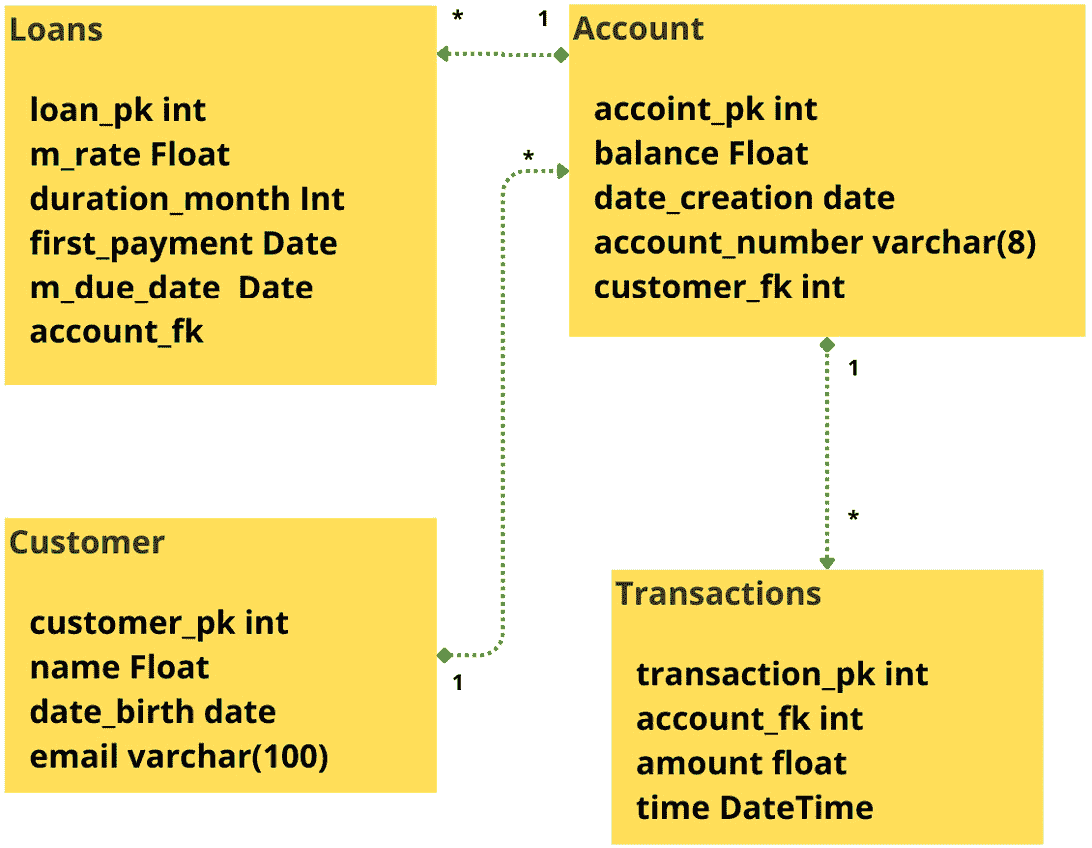 Loans
loan_pk int
m_rate Float
duration_month Int
first_payment Date
m_due_date Date
account_fk
* 1
Account
accoint_pk int
balance Float
date_creation date
account_number varchar(8)
customer_fk int
*
1
*
Customer
customer_pk int
name Float
date_birth date
email varchar(100)
1
Transactions
transaction_pk int
account_fk int
amount float
time DateTime